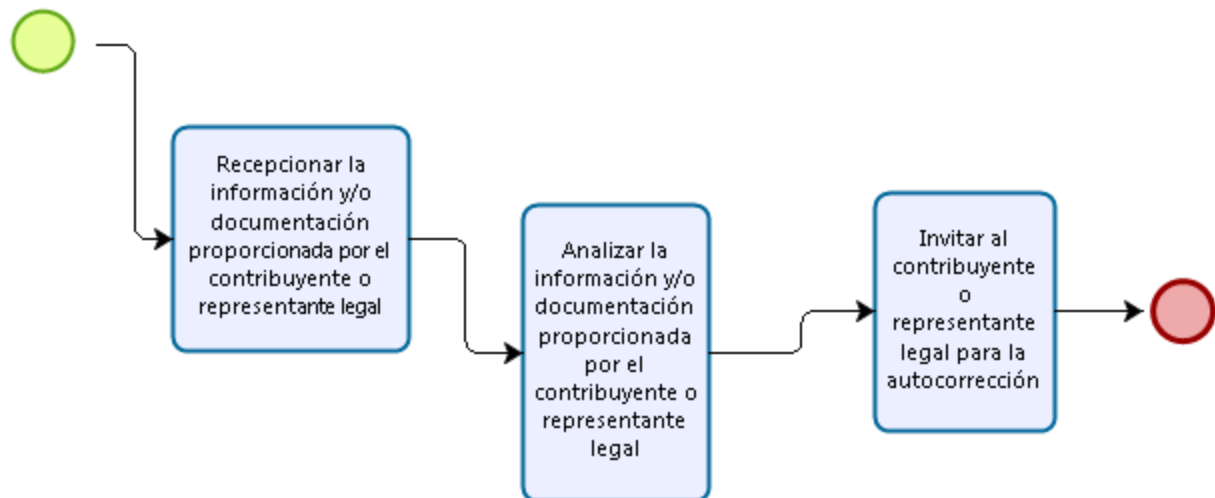 Recepcionar la
información y/o
documentación
proporcionada por el
contribuyente o
representante legal
Analizar la
información y/o
documentación
proporcionada
por el
contribuyente o
representante
legal
Invitar al
contribuyente
o
representante
legal para la
autocorrección